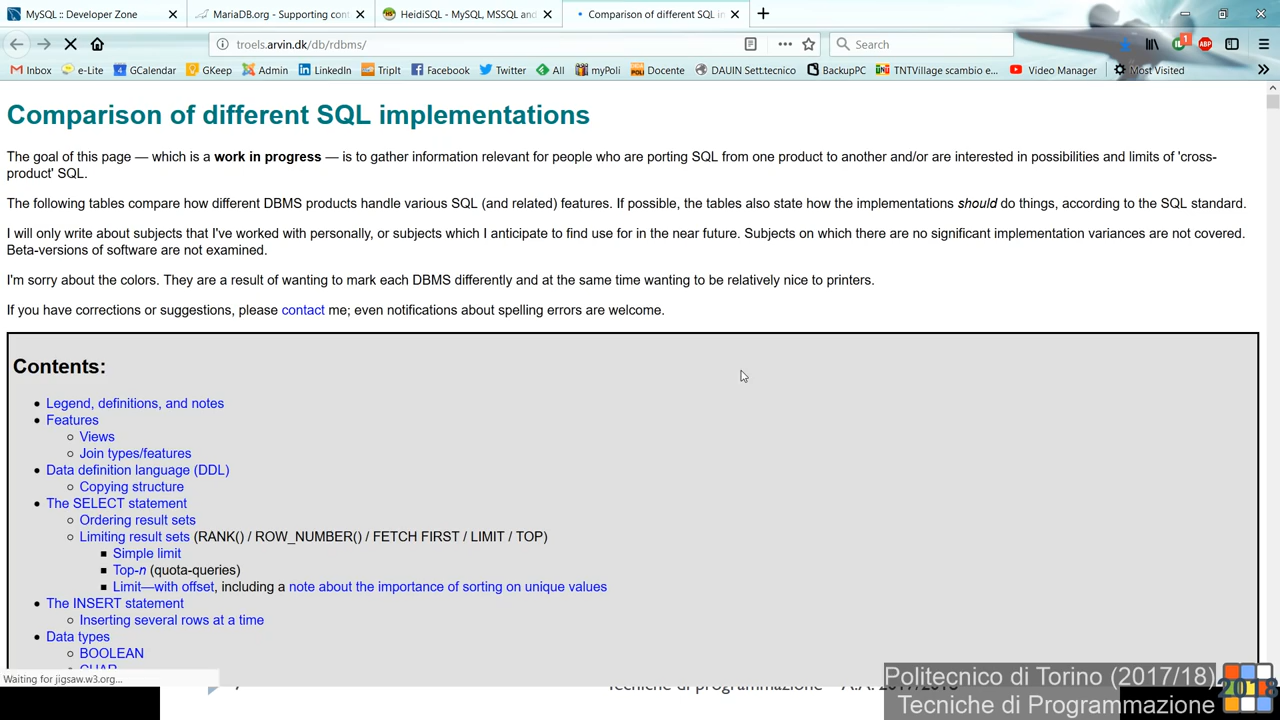 MySQL :: Developer Zone
MariaDB.org - Supporting con
HeidiSQL - MySQL, MSSQL and
Comparison of different SQL in
troels.arvin.dk/db/rdbms/
Search
1
ABP
Inbox
e-Lite
GCalendar
GKeep
Admin
LinkedIn
TripIt
Facebook
Twitter
All
myPoli
Docente
DAUIN Sett.tecnico
BackupPC
TNTVillage scambio e...
Video Manager
Most Visited
Comparison of different SQL implementations
The goal of this page — which is a work in progress — is to gather information relevant for people who are porting SQL from one product to another and/or are interested in possibilities and limits of 'cross-
product' SQL.
The following tables compare how different DBMS products handle various SQL (and related) features. If possible, the tables also state how the implementations should do things, according to the SQL standard.
I will only write about subjects that I've worked with personally, or subjects which I anticipate to find use for in the near future. Subjects on which there are no significant implementation variances are not covered.
Beta-versions of software are not examined.
I'm sorry about the colors. They are a result of wanting to mark each DBMS differently and at the same time wanting to be relatively nice to printers.
If you have corrections or suggestions, please contact me; even notifications about spelling errors are welcome.
Contents:
Legend, definitions, and notes
Features
Views
Join types/features
Data definition language (DDL)
Copying structure
The SELECT statement
Ordering result sets
Limiting result sets (RANK() / ROW_NUMBER() / FETCH FIRST / LIMIT / TOP)
Simple limit
Top-n (quota-queries)
Limit—with offset, including a note about the importance of sorting on unique values
The INSERT statement
Inserting several rows at a time
Data types
BOOLEAN
CHAR
Waiting for jigsaw.w3.org...
Tecniche di programmazione A.A. 2017/2018
Politecnico di Torino (2017/18)
Tecniche di Programmazione
2018